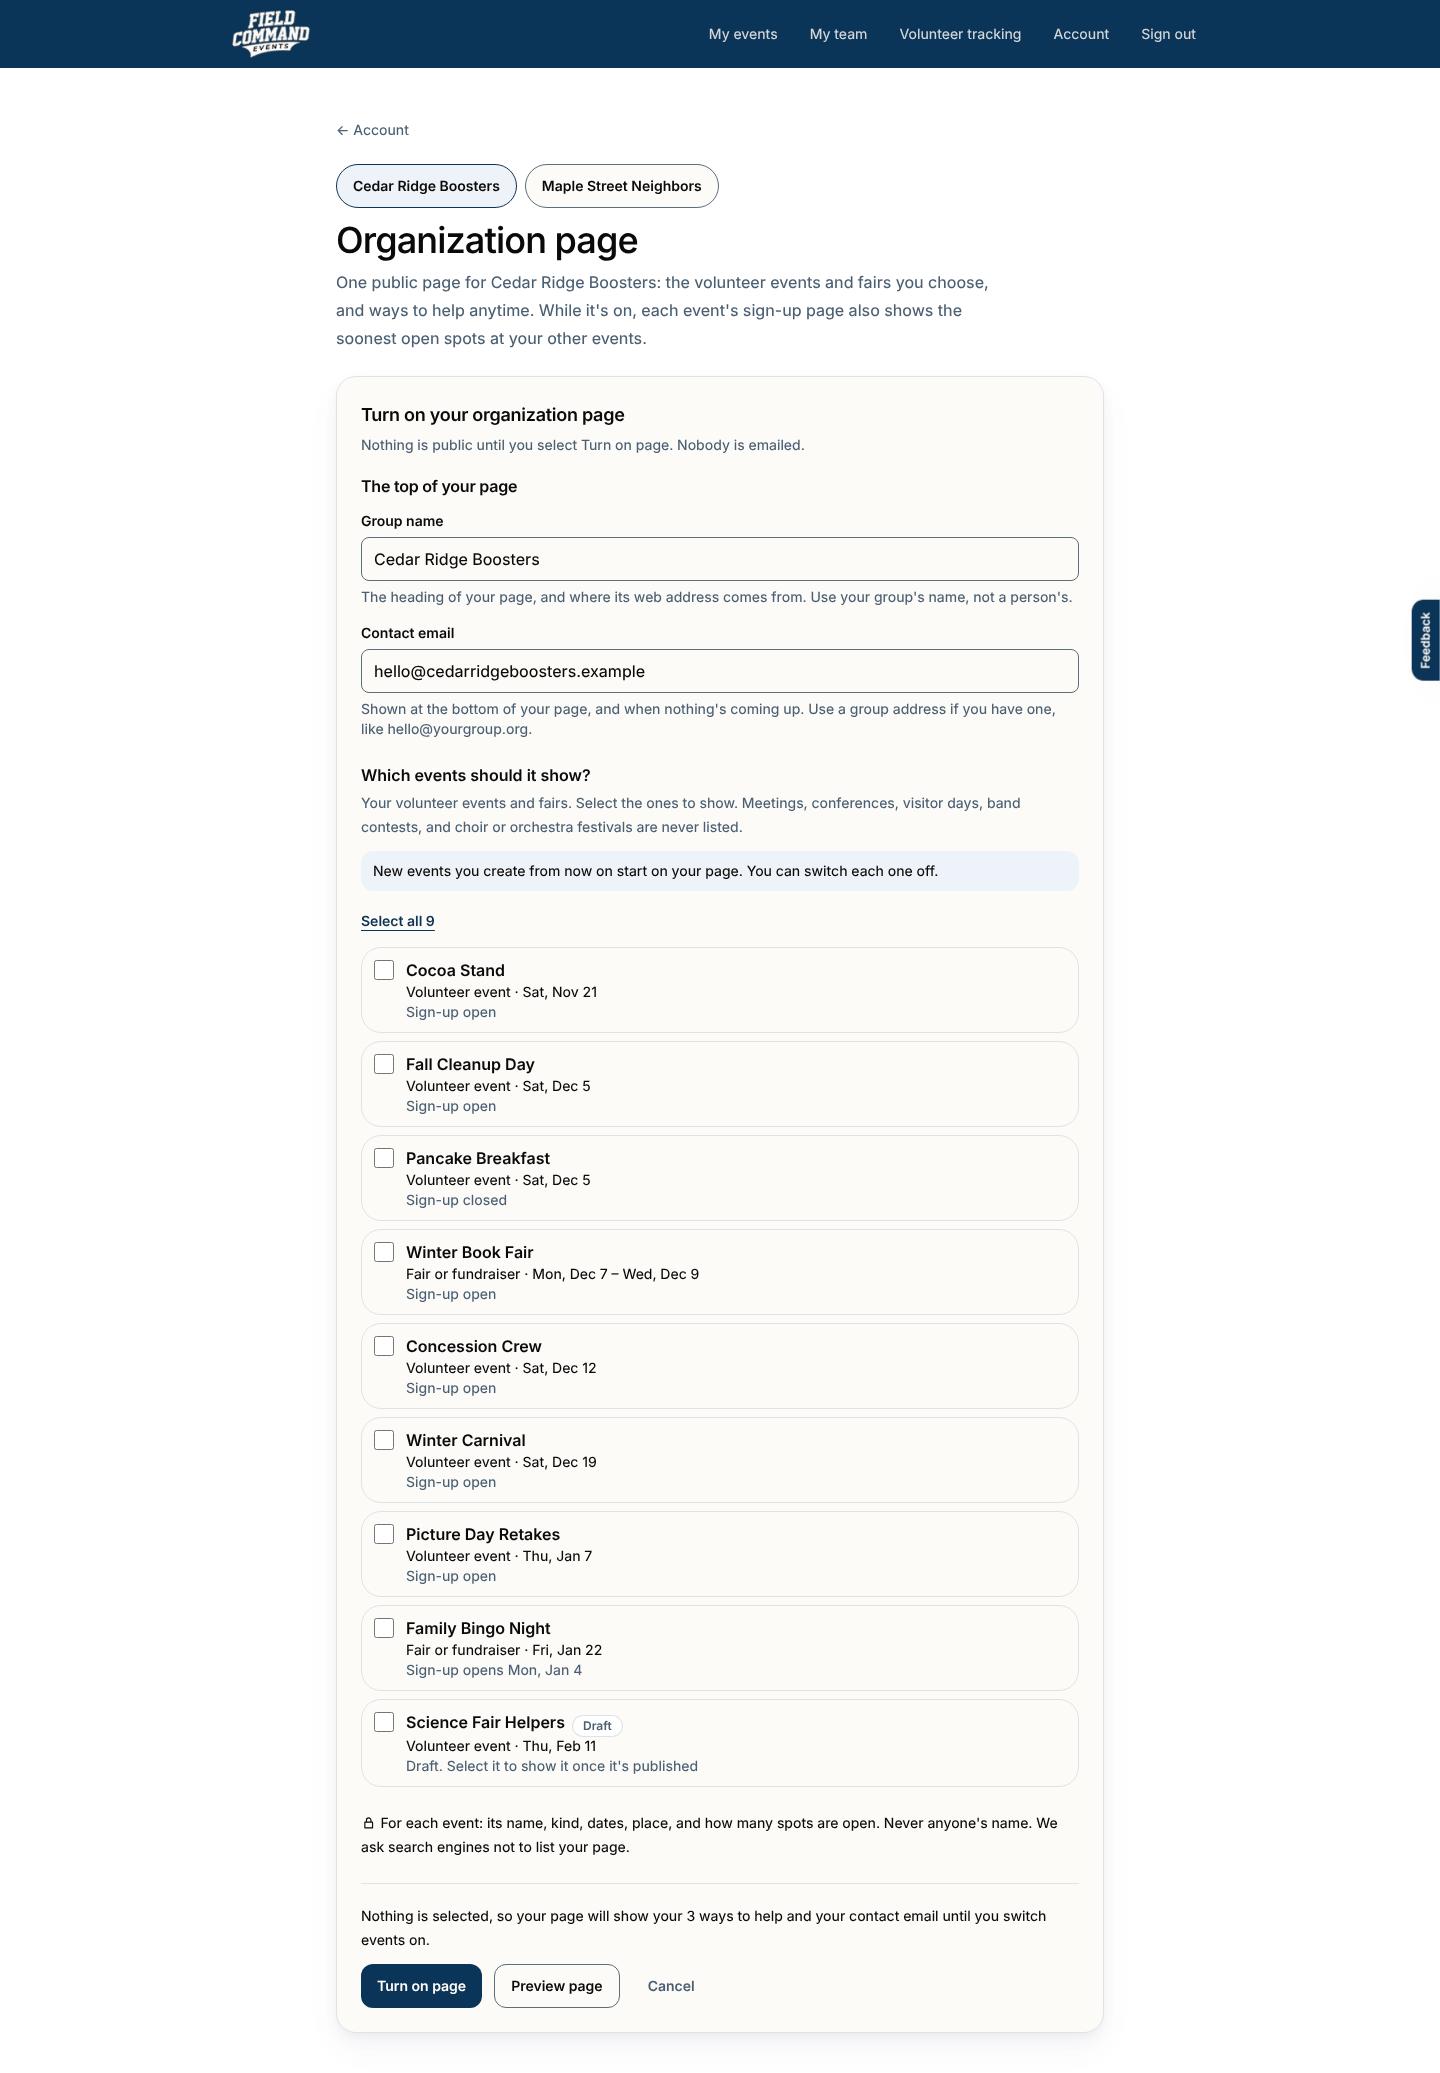 FIELD
COMMAND
EVENTS
My events
My team
Volunteer tracking
Account
Sign out
← Account
Cedar Ridge Boosters
Maple Street Neighbors
Organization page
One public page for Cedar Ridge Boosters: the volunteer events and fairs you choose,
and ways to help anytime. While it's on, each event's sign-up page also shows the
soonest open spots at your other events.
Turn on your organization page
Nothing is public until you select Turn on page. Nobody is emailed.
The top of your page
Group name
Cedar Ridge Boosters
The heading of your page, and where its web address comes from. Use your group's name, not a person's.
Contact email
hello@cedarridgeboosters.example
Shown at the bottom of your page, and when nothing's coming up. Use a group address if you have one,
like hello@yourgroup.org.
Feedback
Which events should it show?
Your volunteer events and fairs. Select the ones to show. Meetings, conferences, visitor days, band
contests, and choir or orchestra festivals are never listed.
New events you create from now on start on your page. You can switch each one off.
Select all 9
Cocoa Stand
Volunteer event · Sat, Nov 21
Sign-up open
Fall Cleanup Day
Volunteer event · Sat, Dec 5
Sign-up open
Pancake Breakfast
Volunteer event · Sat, Dec 5
Sign-up closed
Winter Book Fair
Fair or fundraiser · Mon, Dec 7 – Wed, Dec 9
Sign-up open
Concession Crew
Volunteer event · Sat, Dec 12
Sign-up open
Winter Carnival
Volunteer event · Sat, Dec 19
Sign-up open
Picture Day Retakes
Volunteer event · Thu, Jan 7
Sign-up open
Family Bingo Night
Fair or fundraiser · Fri, Jan 22
Sign-up opens Mon, Jan 4
Science Fair Helpers Draft
Volunteer event · Thu, Feb 11
Draft. Select it to show it once it's published
For each event: its name, kind, dates, place, and how many spots are open. Never anyone's name. We
ask search engines not to list your page.
Nothing is selected, so your page will show your 3 ways to help and your contact email until you switch
events on.
Turn on page
Preview page
Cancel